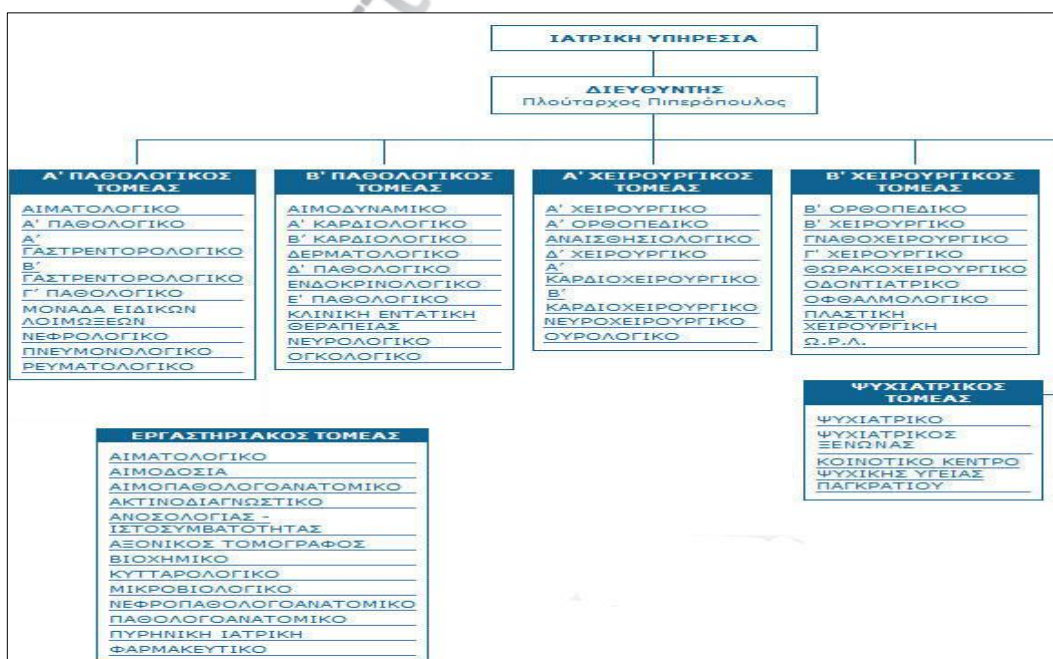 ΙΑΤΡΙΚΗ ΥΠΗΡΕΣΙΑ
ΔΙΕΥΘΥΝΤΗΣ
Πλούταρχος Πιπερόπουλος
Α' ΠΑΘΟΛΟΓΙΚΟΣ
ΤΟΜΕΑΣ
ΑΙΜΑΤΟΛΟΓΙΚΟ
Α' ΠΑΘΟΛΟΓΙΚΟ
Α΄
ΓΑΣΤΡΕΝΤΟΡΟΛΟΓΙΚΟ
Β΄
ΓΑΣΤΡΕΝΤΟΡΟΛΟΓΙΚΟ
Γ' ΠΑΘΟΛΟΓΙΚΟ
ΜΟΝΑΔΑ ΕΙΔΙΚΩΝ
ΛΟΙΜΩΞΕΩΝ
ΝΕΦΡΟΛΟΓΙΚΟ
ΠΝΕΥΜΟΝΟΛΟΓΙΚΟ
ΡΕΥΜΑΤΟΛΟΓΙΚΟ
Β' ΠΑΘΟΛΟΓΙΚΟΣ
ΤΟΜΕΑΣ
ΑΙΜΟΔΥΝΑΜΙΚΟ
Α' ΚΑΡΔΙΟΛΟΓΙΚΟ
Β' ΚΑΡΔΙΟΛΟΓΙΚΟ
ΔΕΡΜΑΤΟΛΟΓΙΚΟ
Δ' ΠΑΘΟΛΟΓΙΚΟ
ΕΝΔΟΚΡΙΝΟΛΟΓΙΚΟ
Ε' ΠΑΘΟΛΟΓΙΚΟ
ΚΛΙΝΙΚΗ ΕΝΤΑΤΙΚΗ
ΘΕΡΑΠΕΙΑΣ
ΝΕΥΡΟΛΟΓΙΚΟ
ΟΓΚΟΛΟΓΙΚΟ
Α' ΧΕΙΡΟΥΡΓΙΚΟΣ
ΤΟΜΕΑΣ
Α' ΧΕΙΡΟΥΡΓΙΚΟ
Α' ΟΡΘΟΠΕΔΙΚΟ
ΑΝΑΙΣΘΗΣΙΟΛΟΓΙΚΟ
Δ' ΧΕΙΡΟΥΡΓΙΚΟ
Α΄
ΚΑΡΔΙΟΧΕΙΡΟΥΡΓΙΚΟ
Β΄
ΚΑΡΔΙΟΧΕΙΡΟΥΡΓΙΚΟ
ΝΕΥΡΟΧΕΙΡΟΥΡΓΙΚΟ
ΟΥΡΟΛΟΓΙΚΟ
Β' ΧΕΙΡΟΥΡΓΙΚΟΣ
ΤΟΜΕΑΣ
Β' ΟΡΘΟΠΕΔΙΚΟ
Β' ΧΕΙΡΟΥΡΓΙΚΟ
ΓΝΑΘΟΧΕΙΡΟΥΡΓΙΚΟ
Γ' ΧΕΙΡΟΥΡΓΙΚΟ
ΘΩΡΑΚΟΧΕΙΡΟΥΡΓΙΚΟ
ΟΔΟΝΤΙΑΤΡΙΚΟ
ΟΦΘΑΛΜΟΛΟΓΙΚΟ
ΠΛΑΣΤΙΚΗ
ΧΕΙΡΟΥΡΓΙΚΗ
Ω.Ρ.Λ.
ΨΥΧΙΑΤΡΙΚΟΣ
ΤΟΜΕΑΣ
ΨΥΧΙΑΤΡΙΚΟ
ΨΥΧΙΑΤΡΙΚΟΣ
ΞΕΝΩΝΑΣ
ΚΟΙΝΟΤΙΚΟ ΚΕΝΤΡΟ
ΨΥΧΙΚΗΣ ΥΓΕΙΑΣ
ΠΑΓΚΡΑΤΙΟΥ
ΕΡΓΑΣΤΗΡΙΑΚΟΣ ΤΟΜΕΑΣ
ΑΙΜΑΤΟΛΟΓΙΚΟ
ΑΙΜΟΔΟΣΙΑ
ΑΙΜΟΠΑΘΟΛΟΓΟΑΝΑΤΟΜΙΚΟ
ΑΚΤΙΝΟΔΙΑΓΝΩΣΤΙΚΟ
ΑΝΟΣΟΛΟΓΙΑΣ -
ΙΣΤΟΣΥΜΒΑΤΟΤΗΤΑΣ
ΑΞΟΝΙΚΟΣ ΤΟΜΟΓΡΑΦΟΣ
ΒΙΟΧΗΜΙΚΟ
ΚΥΤΤΑΡΟΛΟΓΙΚΟ
ΜΙΚΡΟΒΙΟΛΟΓΙΚΟ
ΝΕΦΡΟΠΑΘΟΛΟΓΟΑΝΑΤΟΜΙΚΟ
ΠΑΘΟΛΟΓΟΑΝΑΤΟΜΙΚΟ
ΠΥΡΗΝΙΚΗ ΙΑΤΡΙΚΗ
ΦΑΡΜΑΚΕΥΤΙΚΟ